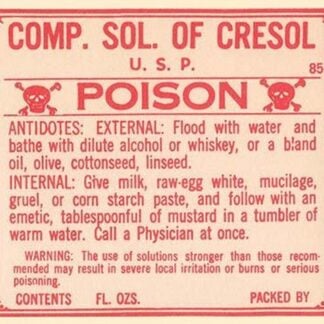 COMP. SOL. OF CRESOL
U. S. P.
85
POISON
ANTIDOTES: EXTERNAL: Flood with water and
bathe with dilute alcohol or whiskey, or a bland
oil, olive, cottonseed, linseed.
INTERNAL: Give milk, raw-egg white, mucilage,
gruel, or corn starch paste, and follow with an
emetic, tablespoonful of mustard in a tumbler of
warm water. Call a Physician at once.
WARNING: The use of solutions stronger than those recom-
mended may result in severe local irritation or burns or serious
poisoning.
CONTENTS FL. OZS. PACKED BY